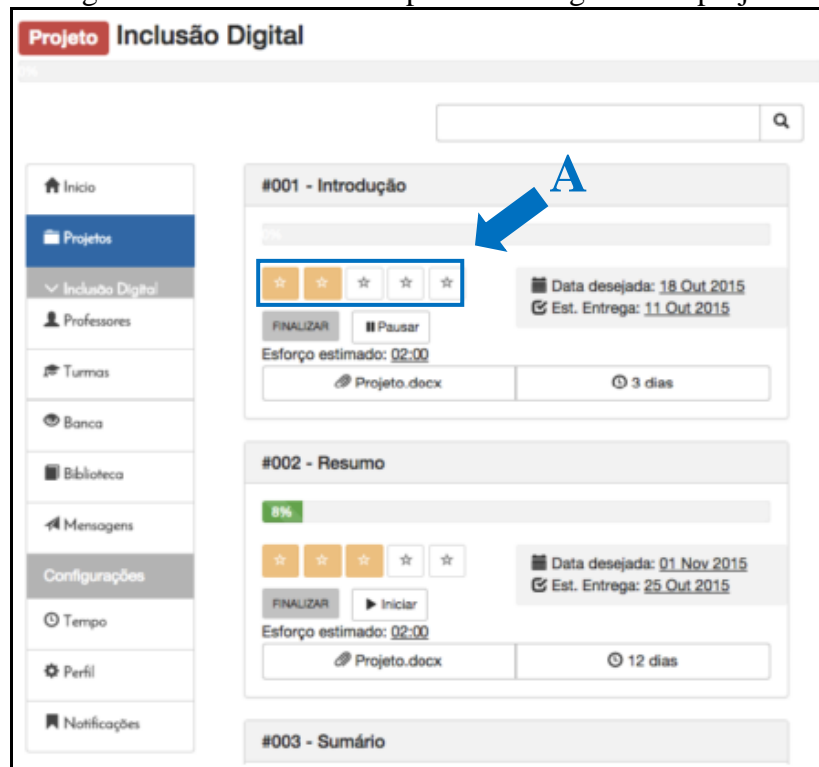 Projeto Inclusão Digital
0%
A
Inicio
Projetos
Inclusão Digital
Professores
Turmas
Banca
Biblioteca
Mensagens
Configurações
Tempo
Perfil
Notificações
#001 - Introdução
0%
Data desejada: 18 Out 2015
Est. Entrega: 11 Out 2015
FINALIZAR Pausar
Esforço estimado: 02:00
Projeto.docx 3 dias
#002 - Resumo
8%
Data desejada: 01 Nov 2015
Est. Entrega: 25 Out 2015
FINALIZAR Iniciar
Esforço estimado: 02:00
Projeto.docx 12 dias
#003 - Sumário